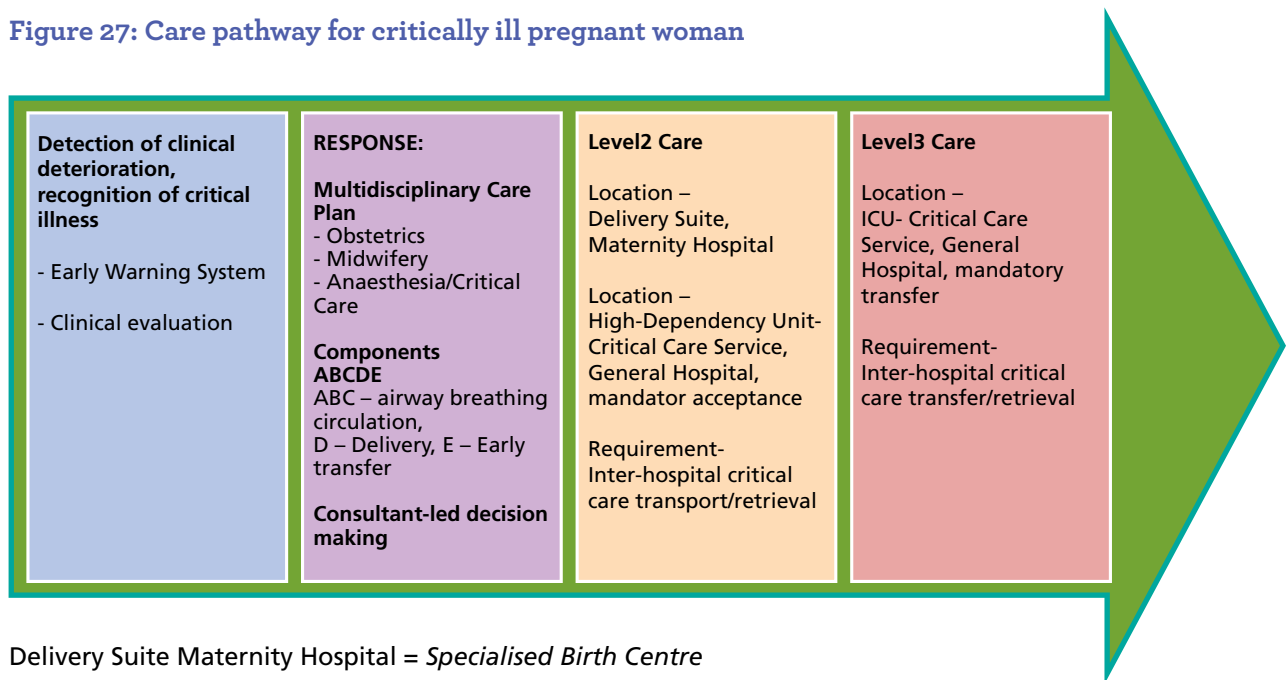 Figure 27: Care pathway for critically ill pregnant woman
Detection of clinical
deterioration,
recognition of critical
illness
- Early Warning System
- Clinical evaluation
RESPONSE:
Multidisciplinary Care
Plan
- Obstetrics
- Midwifery
- Anaesthesia/Critical
Care
Components
ABCDE
ABC – airway breathing
circulation,
D – Delivery, E – Early
transfer
Consultant-led decision
making
Level2 Care
Location –
Delivery Suite,
Maternity Hospital
Location –
High-Dependency Unit-
Critical Care Service,
General Hospital,
mandator acceptance
Requirement-
Inter-hospital critical
care transport/retrieval
Level3 Care
Location –
ICU- Critical Care
Service, General
Hospital, mandatory
transfer
Requirement-
Inter-hospital critical
care transfer/retrieval
Delivery Suite Maternity Hospital = Specialised Birth Centre